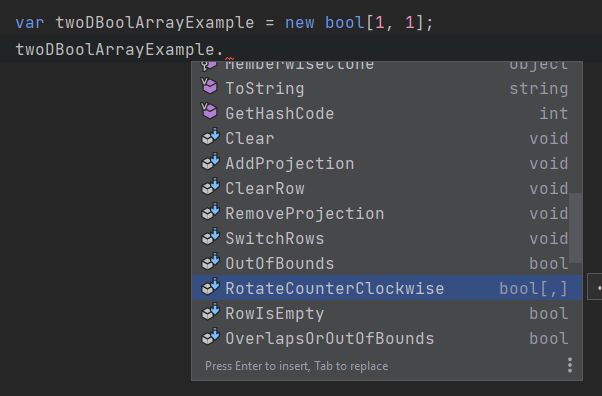 var twoDBoolArrayExample = new bool[1, 1];
twoDBoolArrayExample.
MemberwiseClone object
ToString string
GetHashCode int
Clear void
AddProjection void
ClearRow void
RemoveProjection void
SwitchRows void
OutOfBounds bool
RotateCounterClockwise bool[,]
RowIsEmpty bool
OverlapsOrOutOfBounds bool
Press Enter to insert, Tab to replace